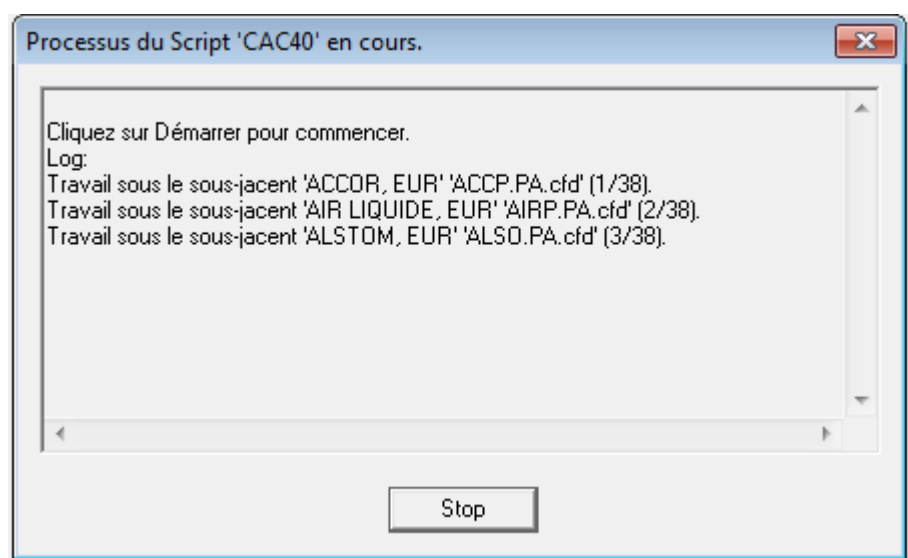 Processus du Script 'CAC40' en cours.
Cliquez sur Démarrer pour commencer.
Log:
Travail sous le sous-jacent 'ACCOR, EUR' 'ACCP.PA.cfd' (1/38).
Travail sous le sous-jacent 'AIR LIQUIDE, EUR' 'AIRP.PA.cfd' (2/38).
Travail sous le sous-jacent 'ALSTOM, EUR' 'ALSO.PA.cfd' (3/38).
Stop